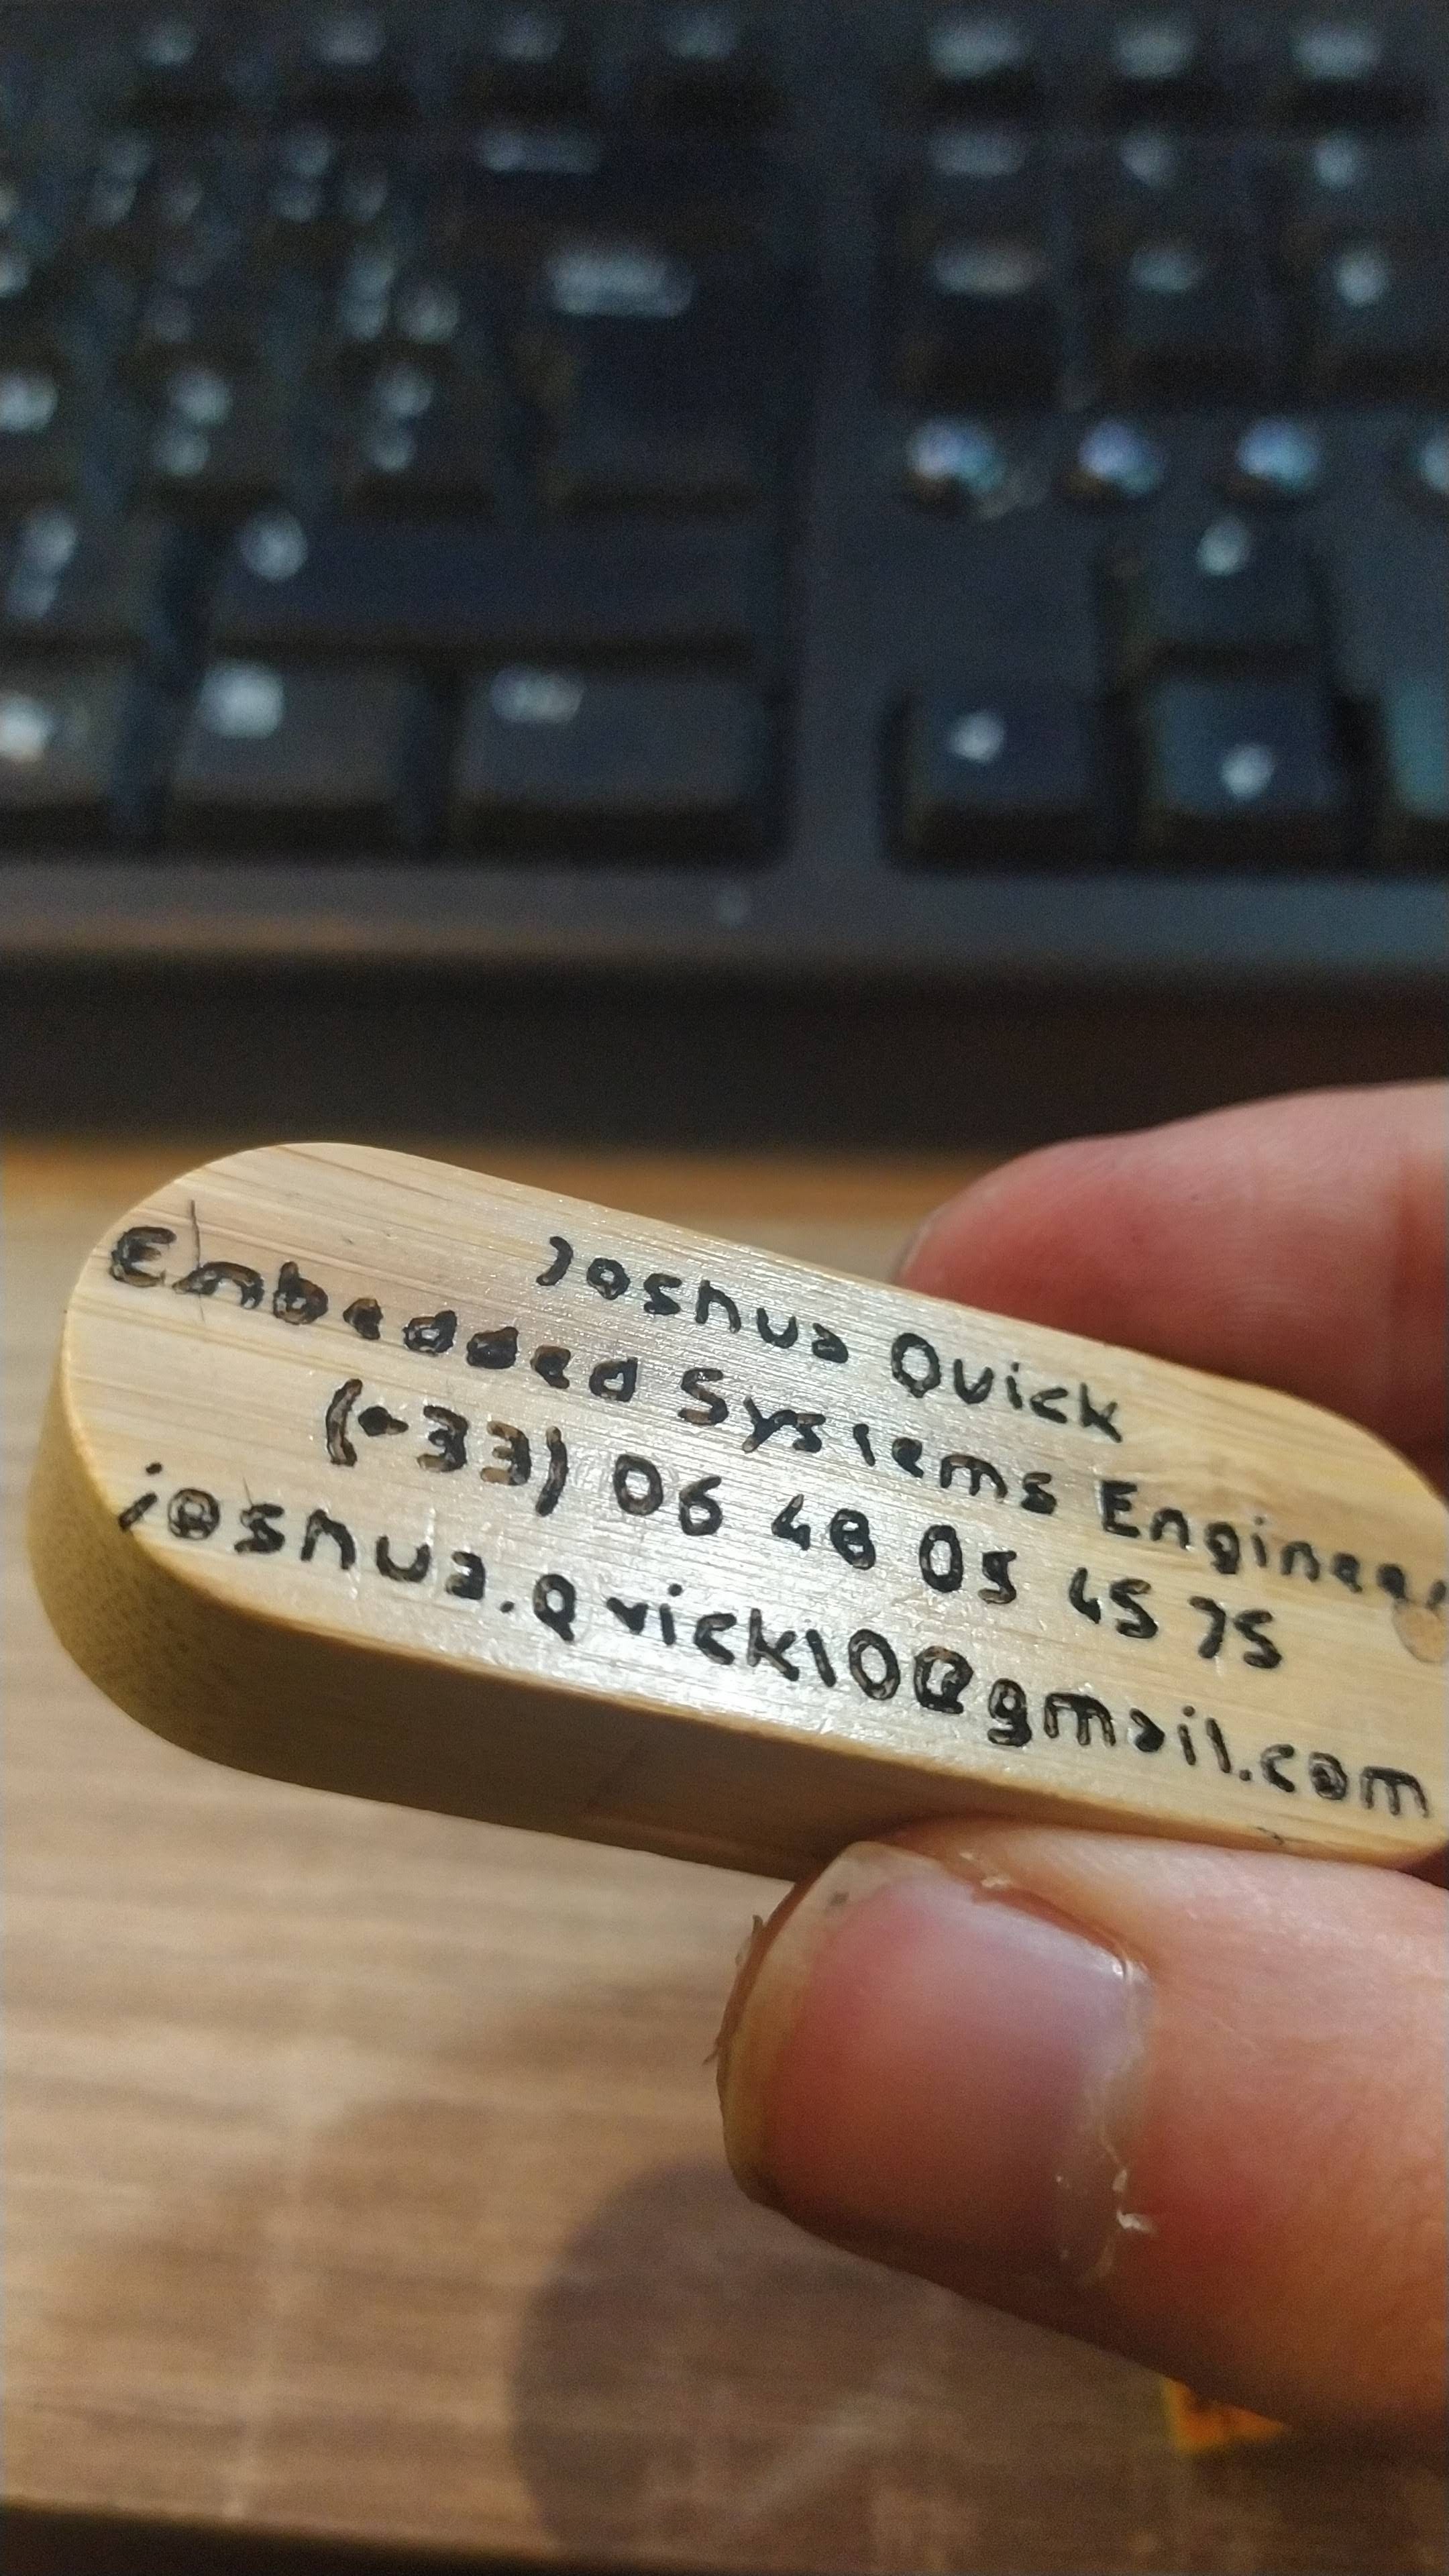 Joshua Quick
Embedded Systems Engineer
(+33) 06 48 05 45 75
joshua.Quick10@gmail.com